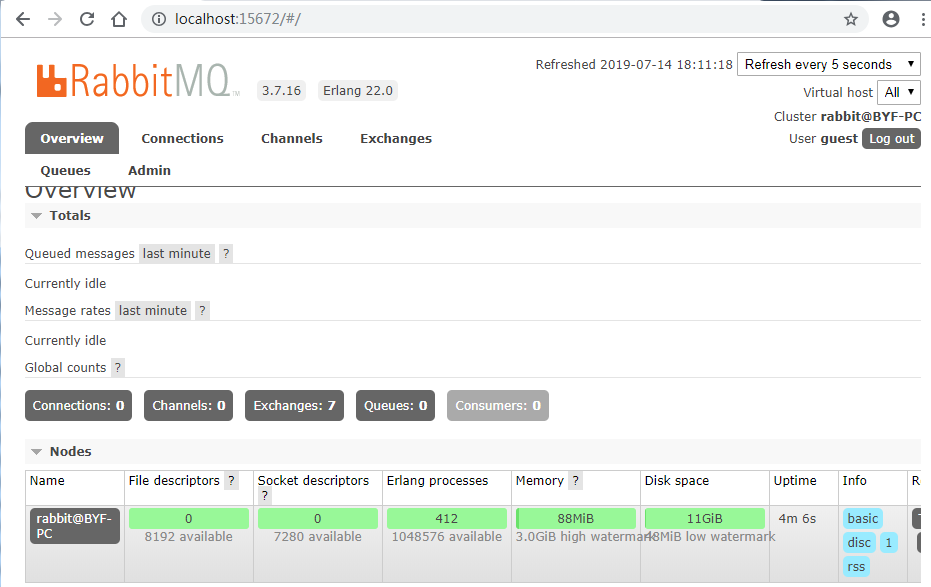 localhost:15672/#/
Refreshed 2019-07-14 18:11:18 Refresh every 5 seconds
RabbitMQ TM 3.7.16 Erlang 22.0
Virtual host All
Cluster rabbit@BYF-PC
User guest Log out
Overview Connections Channels Exchanges
Queues Admin
Overview
Totals
Queued messages last minute ?
Currently idle
Message rates last minute ?
Currently idle
Global counts ?
Connections: 0 Channels: 0 Exchanges: 7 Queues: 0 Consumers: 0
Nodes
Name File descriptors ? Socket descriptors ? Erlang processes Memory ? Disk space Uptime Info
rabbit@BYF-PC 0 0 412 88MiB 11GiB 4m 6s basic
8192 available 7280 available 1048576 available 3.0GiB high watermark 48MiB low watermark disc 1
rss